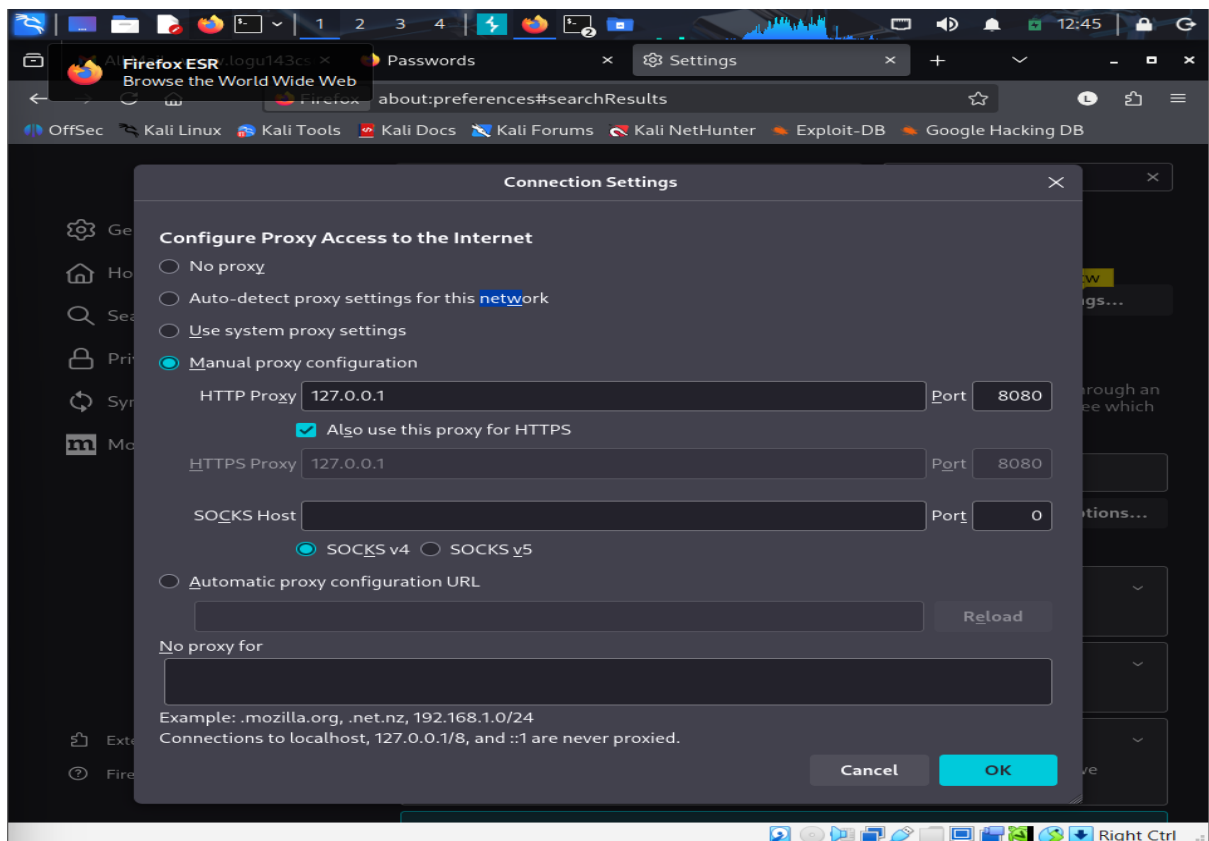 1 2 3 4 2 12:45
Firefox ESR
Browse the World Wide Web
Passwords × Settings ×
Firefox about:preferences#searchResults L
OffSec Kali Linux Kali Tools Kali Docs Kali Forums Kali NetHunter Exploit-DB Google Hacking DB
Connection Settings
Configure Proxy Access to the Internet
No proxy
Auto-detect proxy settings for this network
Use system proxy settings
Manual proxy configuration
HTTP Proxy 127.0.0.1 Port 8080
Also use this proxy for HTTPS
HTTPS Proxy 127.0.0.1 Port 8080
SOCKS Host Port 0
SOCKS v4 SOCKS v5
Automatic proxy configuration URL
Reload
No proxy for
Example: .mozilla.org, .net.nz, 192.168.1.0/24
Connections to localhost, 127.0.0.1/8, and ::1 are never proxied.
Cancel OK
Right Ctrl